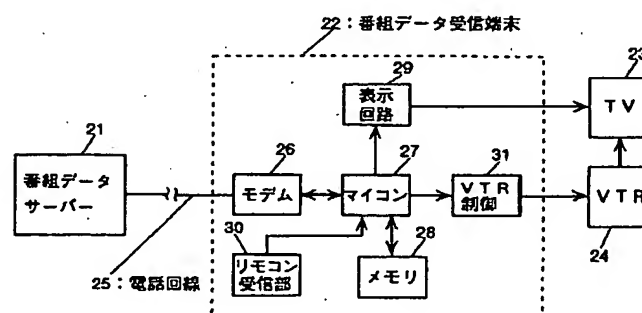 22：番組データ受信端末
23
29
表示
回路
TV
21
26
27
31
番組データ
サーバー
モデム
マイコン
VTR
制御
VTR
30
28
24
リモコン
受信部
メモリ
25：電話回線